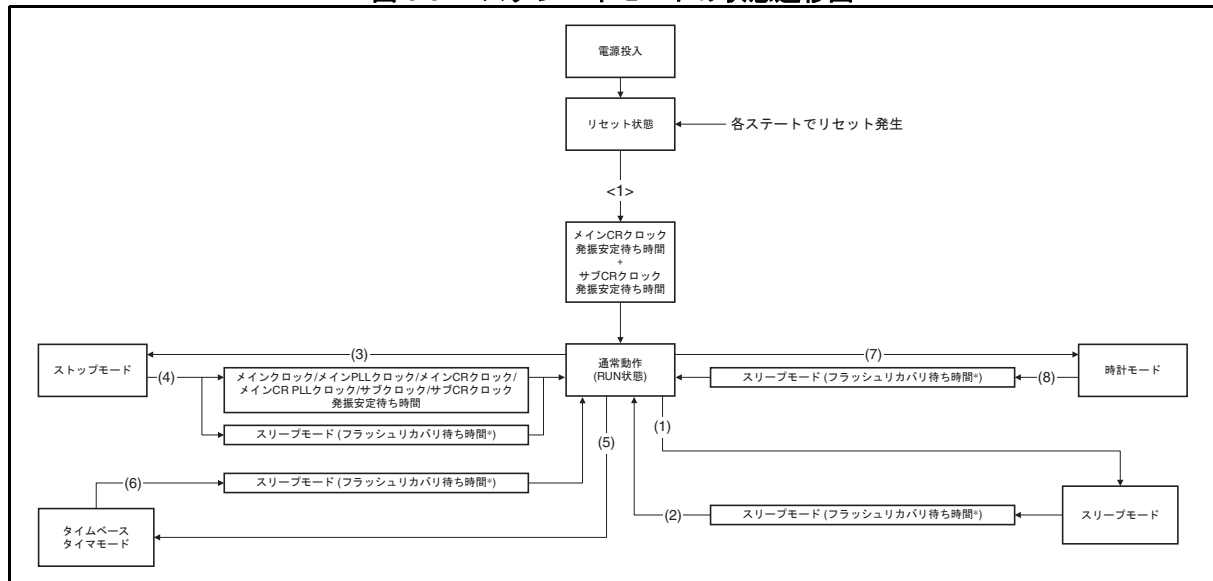 電源投入
リセット状態
各ステートでリセット発生
<1>
メインCRクロック
発振安定待ち時間
+
サブCRクロック
発振安定待ち時間
ストップモード
(3)
(4)
メインクロック/メインPLLクロック/メインCRクロック/
メインCR PLLクロック/サブクロック/サブCRクロック
発振安定待ち時間
スリープモード (フラッシュリカバリ待ち時間*)
通常動作
(RUN状態)
(7)
スリープモード (フラッシュリカバリ待ち時間*)
(8)
時計モード
(5)
(1)
(6)
スリープモード (フラッシュリカバリ待ち時間*)
タイムベース
タイマモード
(2)
スリープモード (フラッシュリカバリ待ち時間*)
スリープモード